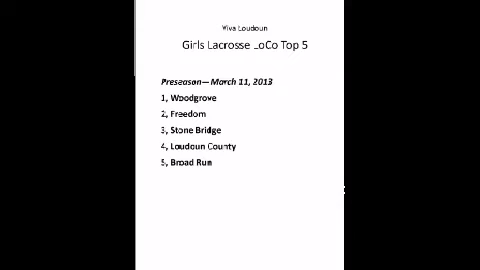 Viva Loudoun
Girls Lacrosse LoCo Top 5
Preseason—March 11, 2013
1, Woodgrove
2, Freedom
3, Stone Bridge
4, Loudoun County
5, Broad Run